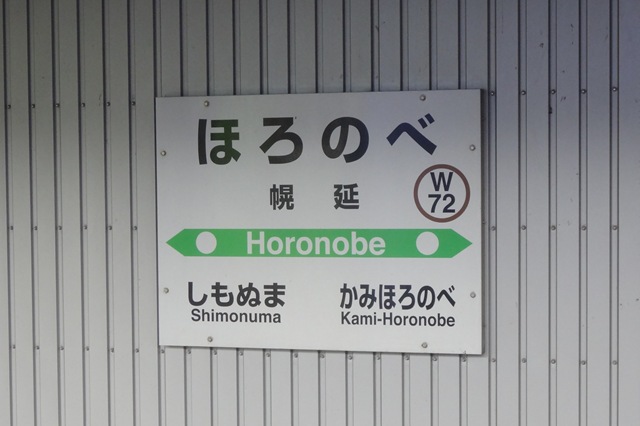 ほろのべ
幌延
W
72
Horonobe
しもぬま
Shimonuma
かみほろのべ
Kami-Horonobe